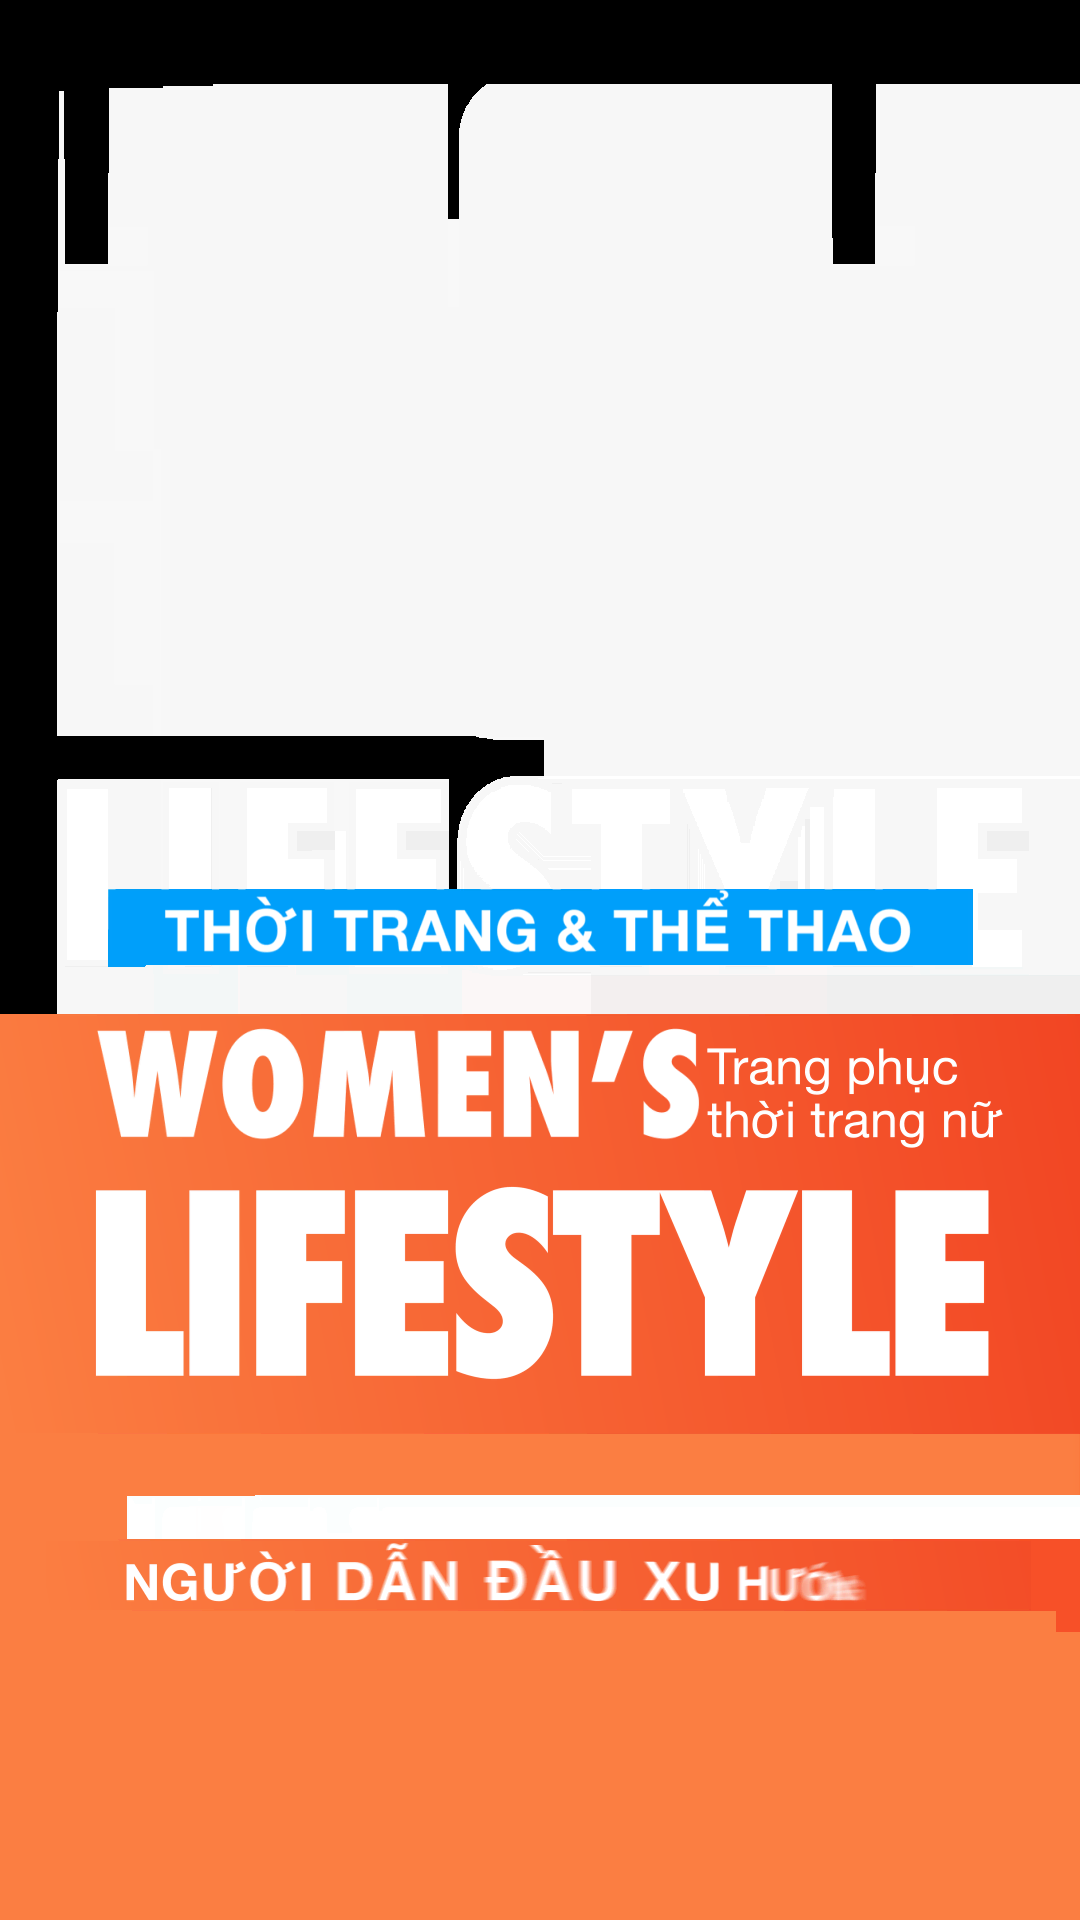 LIFESTYLE
THỜI TRANG & THỂ THAO
WOMEN’S
Trang phục
thời trang nữ
LIFESTYLE
NGƯỜI DẪN ĐẦU XU